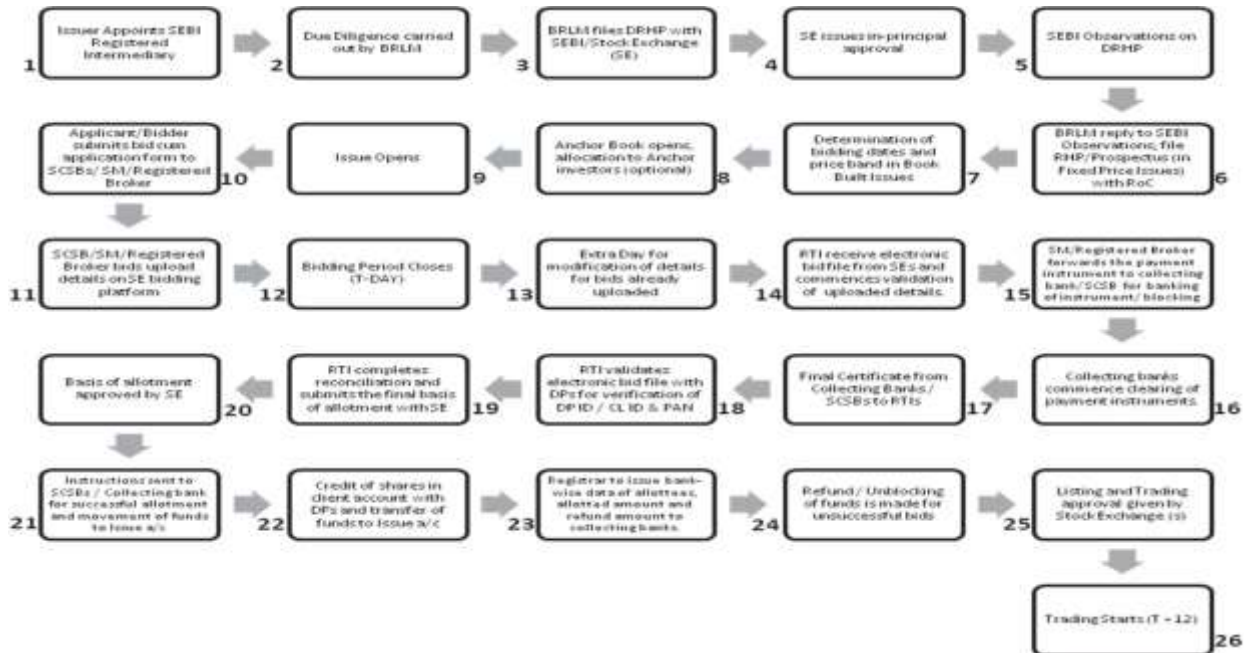 Issuer Appoints SEBI
Registered
Intermediary
1
Due Diligence carried
out by BRLM
2
BRLM files DRHP with
SEBI/Stock Exchange
(SE)
3
SE issues in-principal
approval
4
SEBI Observations on
DRHP
5
BRLM reply to SEBI
Observations, file
RHP/Prospectus (in
Fixed Price Issues) with
RoC
6
Determination of
bidding dates and
price band in Book
Built Issues
7
Anchor Book opens,
allocation to Anchor
investors (optional)
8
Issue Opens
9
Applicant/Bidder
submits bid cum
application form to
SCSBs/ SM/Registered
Broker
10
SCSB/SM/Registered
Broker bids upload
details on SE bidding
platform
11
Bidding Period Closes
(T-DAY)
12
Extra Day for
modification of details
for bids already
uploaded
13
RTI receive electronic
bid file from SEs and
commences validation
of uploaded details.
14
SM/Registered Broker
forwards the payment
instrument to collecting
bank/SCSB for banking
of instrument/ blocking
15
Collecting banks
commence clearing of
payment instruments.
16
Final Certificate from
Collecting Banks /
SCSBs to RTIs
17
RTI validates
electronic bid file with
DPs for verification of
DPID / CLID & PAN
18
RTI completes
reconciliation and
submits the final basis
of allotment with SE
19
Basis of allotment
approved by SE
20
Instructions sent to
SCSBs / Collecting bank
for successful allotment
and movement of
funds to Issue a/c
21
Credit of shares in
client account with
DPs and transfer of
funds to Issue a/c
22
Registrar to issue bank-
wise data of allottees,
allotted amount and
refund amount to
collecting banks.
23
Refund / Unblocking
of funds is made for
unsuccessful bids
24
Listing and Trading
approval given by
Stock Exchange (s)
25
Trading Starts (T + 12)
26